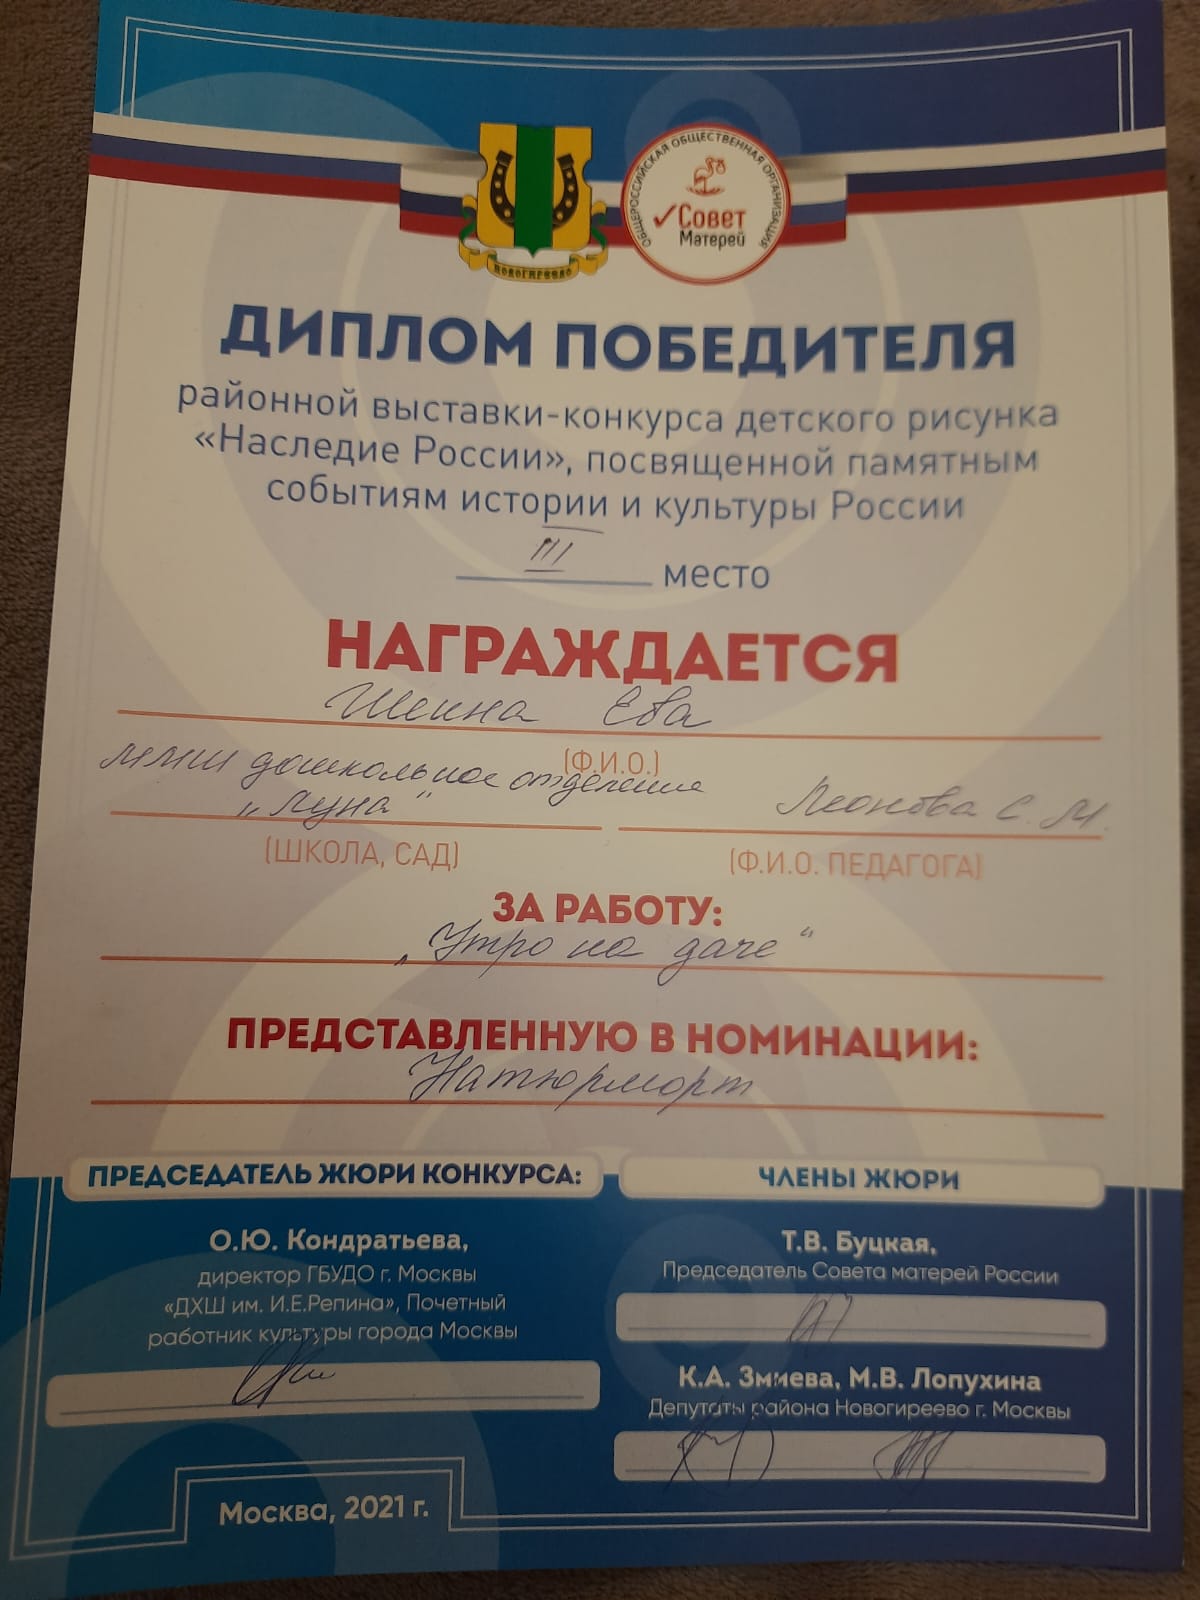 ОБЩЕРОССИЙСКАЯ ОБЩЕСТВЕННАЯ ОРГАНИЗАЦИЯ
Совет
Матерей
НОВОГИРЕЕВО
ДИПЛОМ ПОБЕДИТЕЛЯ
районной выставки-конкурса детского рисунка
«Наследие России», посвященной памятным
событиям истории и культуры России
III место
НАГРАЖДАЕТСЯ
Шеина Ева
(Ф.И.О.)
ММШ дошкольное отделение
„Луна“ Леонова С. М.
(ШКОЛА, САД) (Ф.И.О. ПЕДАГОГА)
ЗА РАБОТУ:
„Утро на даче“
ПРЕДСТАВЛЕННУЮ В НОМИНАЦИИ:
Натюрморт
ПРЕДСЕДАТЕЛЬ ЖЮРИ КОНКУРСА:
О.Ю. Кондратьева,
директор ГБУДО г. Москвы
«ДХШ им. И.Е.Репина», Почетный
работник культуры города Москвы
ЧЛЕНЫ ЖЮРИ
Т.В. Буцкая,
Председатель Совета матерей России
К.А. Змиева, М.В. Лопухина
Депутаты района Новогиреево г. Москвы
Москва, 2021 г.